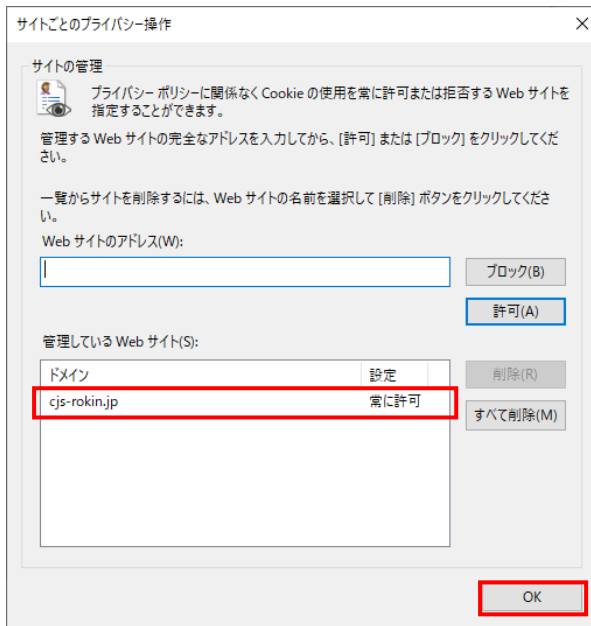 サイトごとのプライバシー操作
サイトの管理
プライバシー ポリシーに関係なく Cookie の使用を常に許可または拒否する Web サイトを
指定することができます。
管理する Web サイトの完全なアドレスを入力してから、[許可] または [ブロック] をクリックしてくだ
さい。
一覧からサイトを削除するには、Web サイトの名前を選択して [削除] ボタンをクリックしてくださ
い。
Web サイトのアドレス(W):
ブロック(B)
許可(A)
管理している Web サイト(S):
ドメイン 設定
削除(R)
cjs-rokin.jp 常に許可
すべて削除(M)
OK